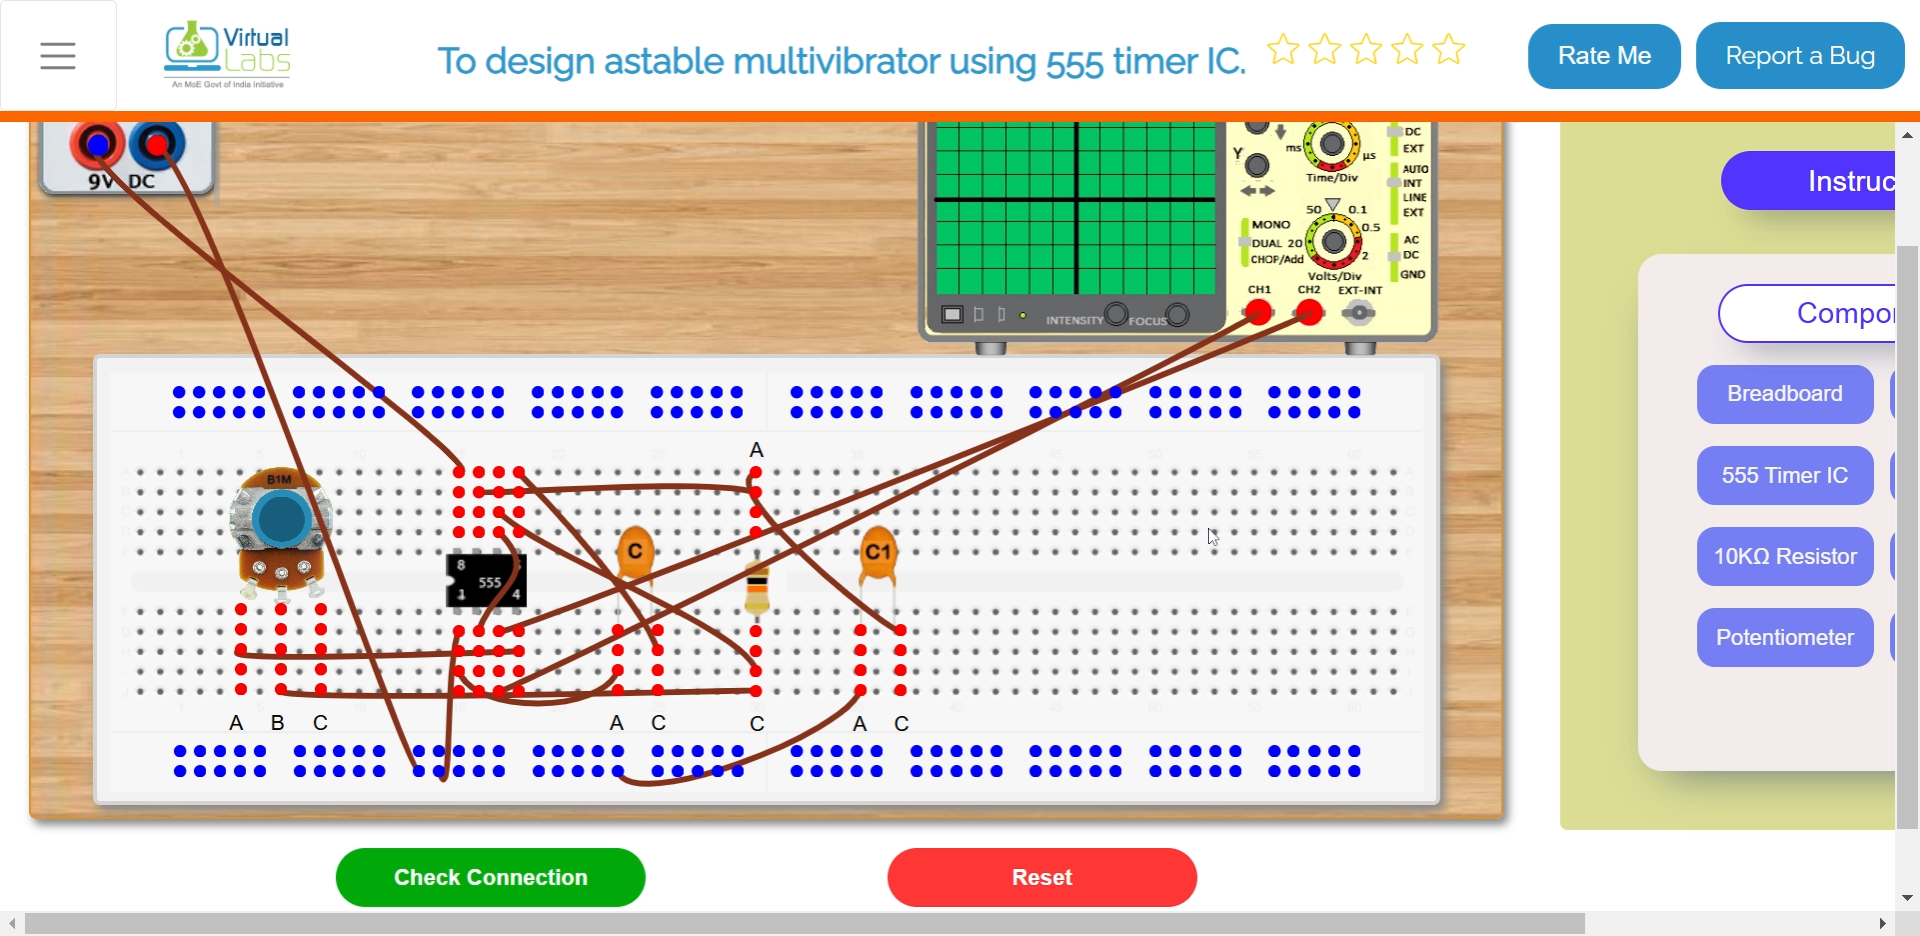 Virtual
Labs
An MoE Govt of India Initiative
To design astable multivibrator using 555 timer IC.
Rate Me
Report a Bug
9V DC
Y
ms
µs
Time/Div
DC
EXT
AUTO
INT
LINE
EXT
50
0.1
0.5
2
20
MONO
DUAL
CHOP/Add
Volts/Div
AC
DC
GND
CH1
CH2
EXT-INT
INTENSITY
FOCUS
Instruc
Compo
Breadboard
555 Timer IC
10KΩ Resistor
Potentiometer
A
B1M
8
555
1
4
C
C1
A B C
A C
C
A C
Check Connection
Reset